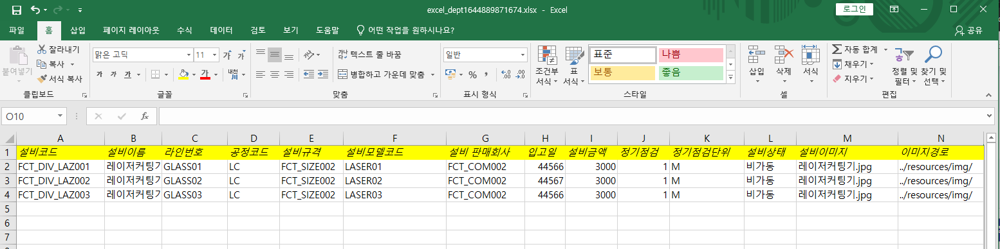 excel_dept1644889871674.xlsx - Excel
로그인
파일 홈 삽입 페이지 레이아웃 수식 데이터 검토 보기 도움말 어떤 작업을 원하시나요? 공유
붙여넣기
잘라내기
복사
서식 복사
클립보드
맑은 고딕 11 가 가
가 가 가 가 내천
글꼴
텍스트 줄 바꿈
병합하고 가운데 맞춤
맞춤
일반
% ,
표시 형식
조건부 서식
표 서식
표준 나쁨
보통 좋음
스타일
삽입 삭제 서식
셀
자동 합계
채우기
지우기
정렬 및 필터
찾기 및 선택
편집
O10 fx
A B C D E F G H I J K L M N
1 설비코드 설비이름 라인번호 공정코드 설비규격 설비모델코드 설비 판매회사 입고일 설비금액 정기점검 정기점검단위 설비상태 설비이미지 이미지경로
2 FCT_DIV_LAZ001 레이저커팅기 GLASS01 LC FCT_SIZE002 LASER01 FCT_COM002 44566 3000 1 M 비가동 레이저커팅기.jpg ../resources/img/
3 FCT_DIV_LAZ002 레이저커팅기 GLASS02 LC FCT_SIZE002 LASER02 FCT_COM002 44567 3000 1 M 비가동 레이저커팅기.jpg ../resources/img/
4 FCT_DIV_LAZ003 레이저커팅기 GLASS03 LC FCT_SIZE002 LASER03 FCT_COM002 44566 3000 1 M 비가동 레이저커팅기.jpg ../resources/img/
5
6
7